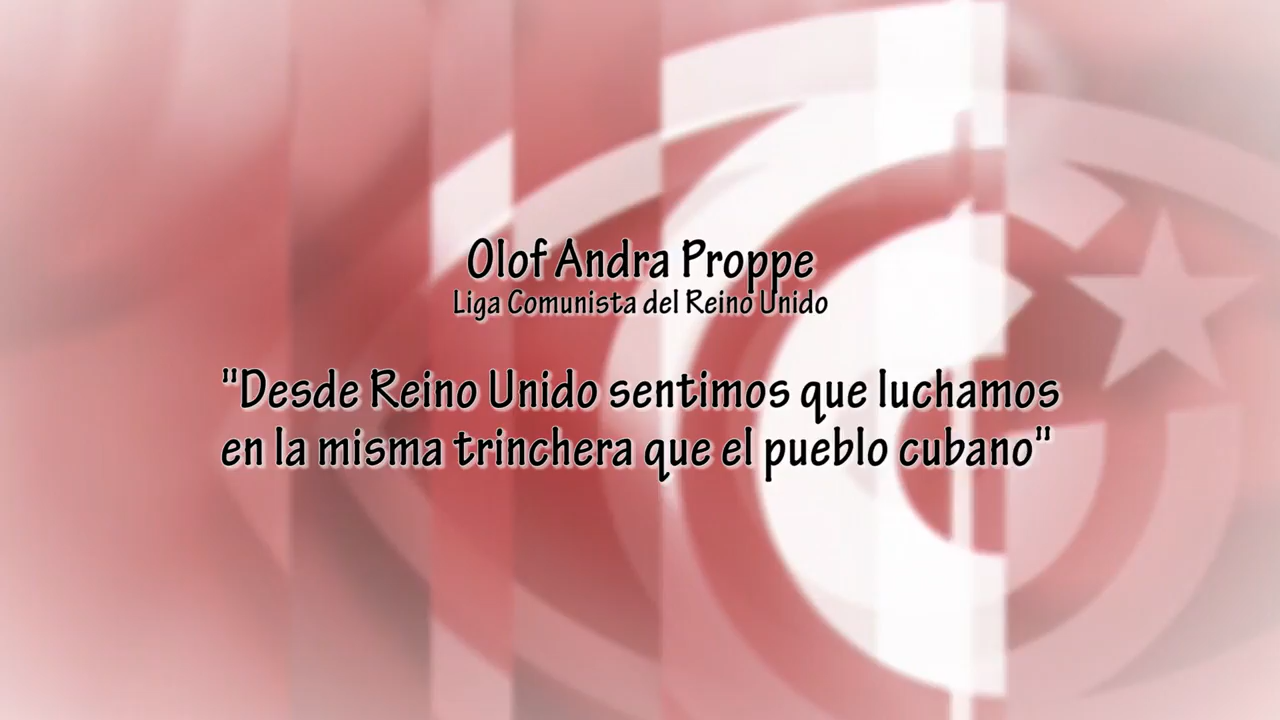 Olof Andra Proppe
Liga Comunista del Reino Unido
"Desde Reino Unido sentimos que luchamos
en la misma trinchera que el pueblo cubano"